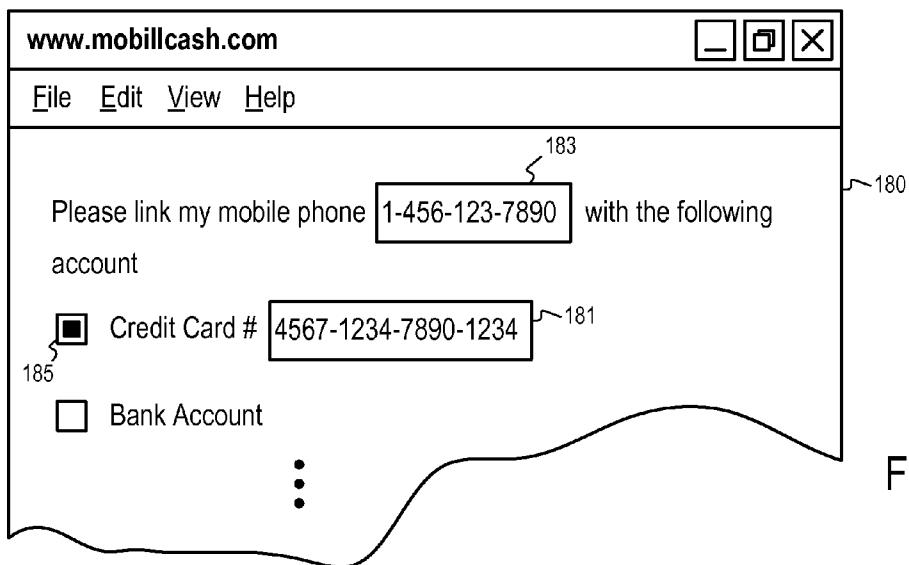 www.mobillcash.com
File Edit View Help
183
180
Please link my mobile phone 1-456-123-7890 with the following
account
Credit Card # 4567-1234-7890-1234 181
185
Bank Account
F